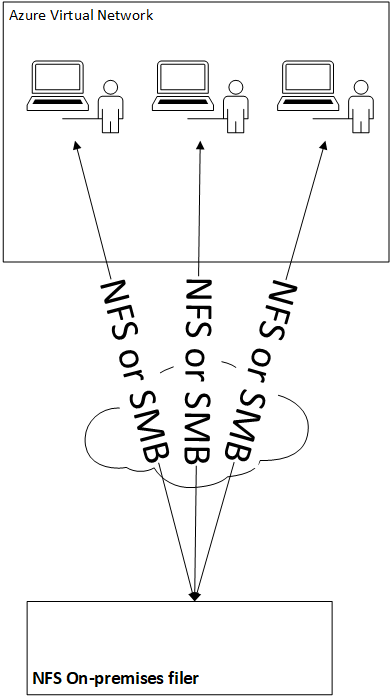 Azure Virtual Network
NFS or SMB
NFS or SMB
NFS or SMB
NFS On-premises filer